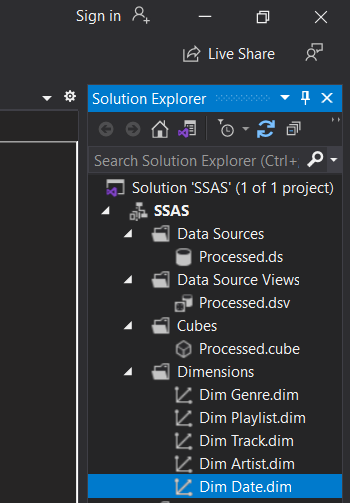 Sign in
Live Share
Solution Explorer
Search Solution Explorer (Ctrl+;
Solution 'SSAS' (1 of 1 project)
SSAS
Data Sources
Processed.ds
Data Source Views
Processed.dsv
Cubes
Processed.cube
Dimensions
Dim Genre.dim
Dim Playlist.dim
Dim Track.dim
Dim Artist.dim
Dim Date.dim